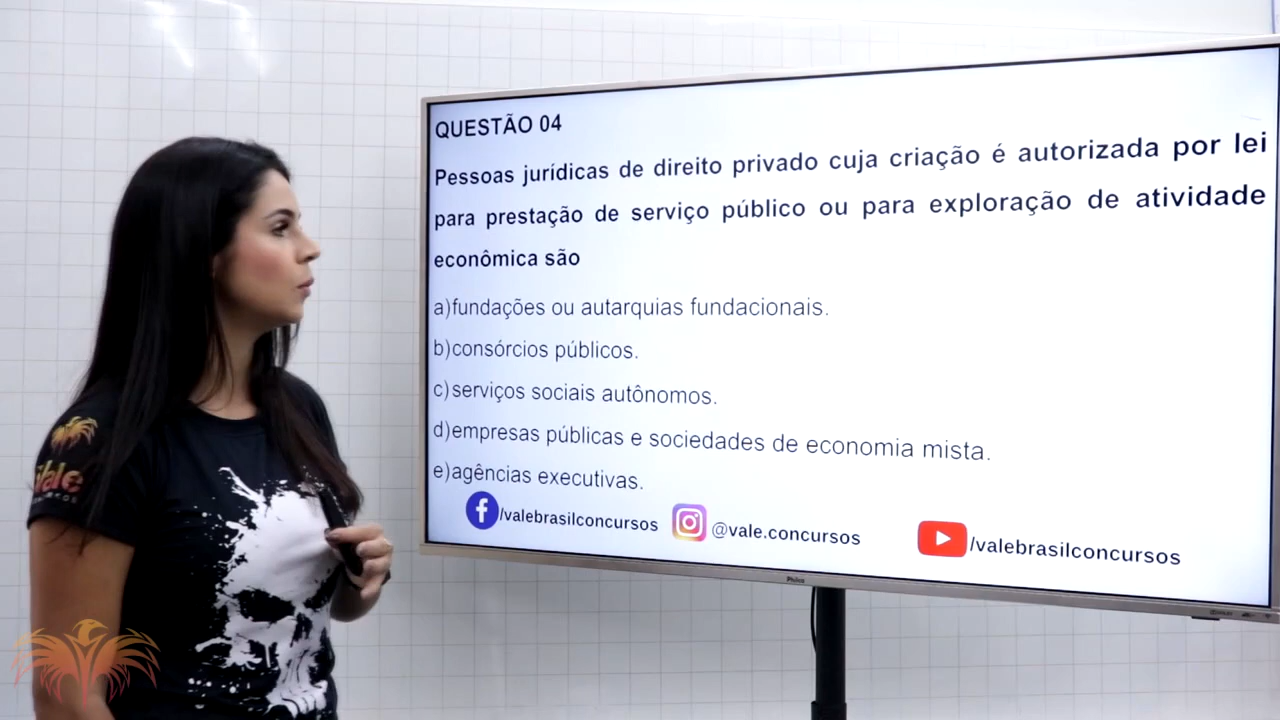 QUESTÃO 04
Pessoas jurídicas de direito privado cuja criação é autorizada por lei
para prestação de serviço público ou para exploração de atividade
econômica são
a)fundações ou autarquias fundacionais.
b)consórcios públicos.
c)serviços sociais autônomos.
d)empresas públicas e sociedades de economia mista.
e)agências executivas.
/valebrasilconcursos @vale.concursos /valebrasilconcursos
Philco
Vale